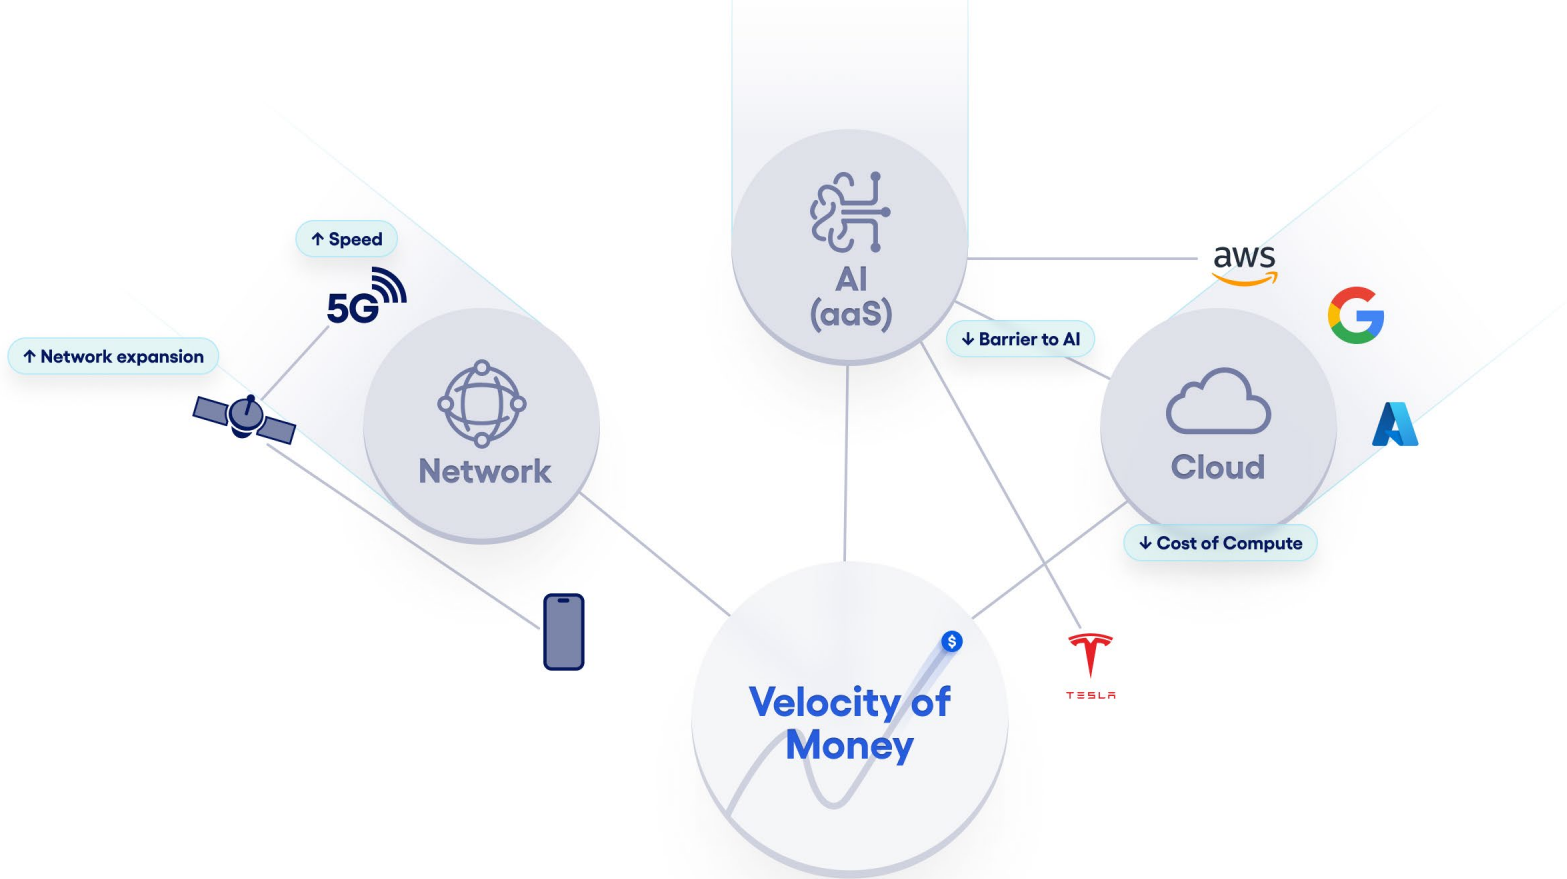 ↑ Speed
5G
↑ Network expansion
Network
AI
(aaS)
aws
↓ Barrier to AI
Cloud
↓ Cost of Compute
$
Velocity of
Money
TESLA